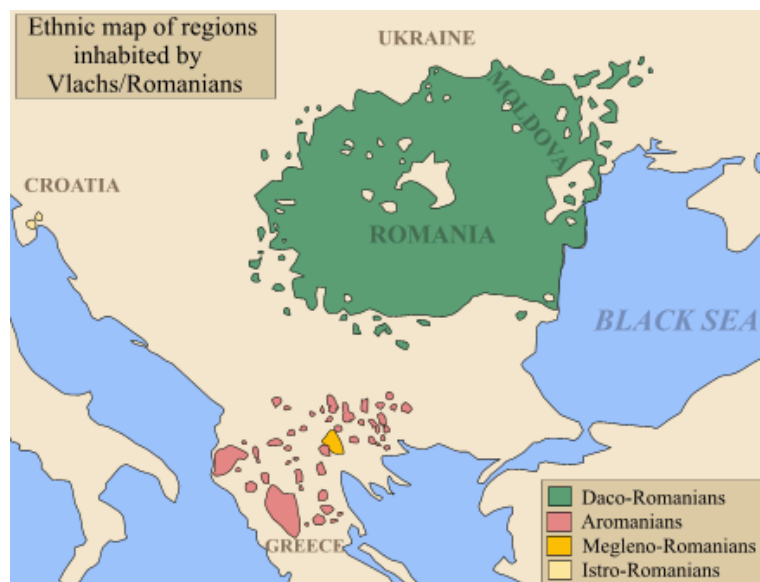 Ethnic map of regions
inhabited by
Vlachs/Romanians
UKRAINE
MOLDOVA
CROATIA
ROMANIA
BLACK SEA
GREECE
Daco-Romanians
Aromanians
Megleno-Romanians
Istro-Romanians